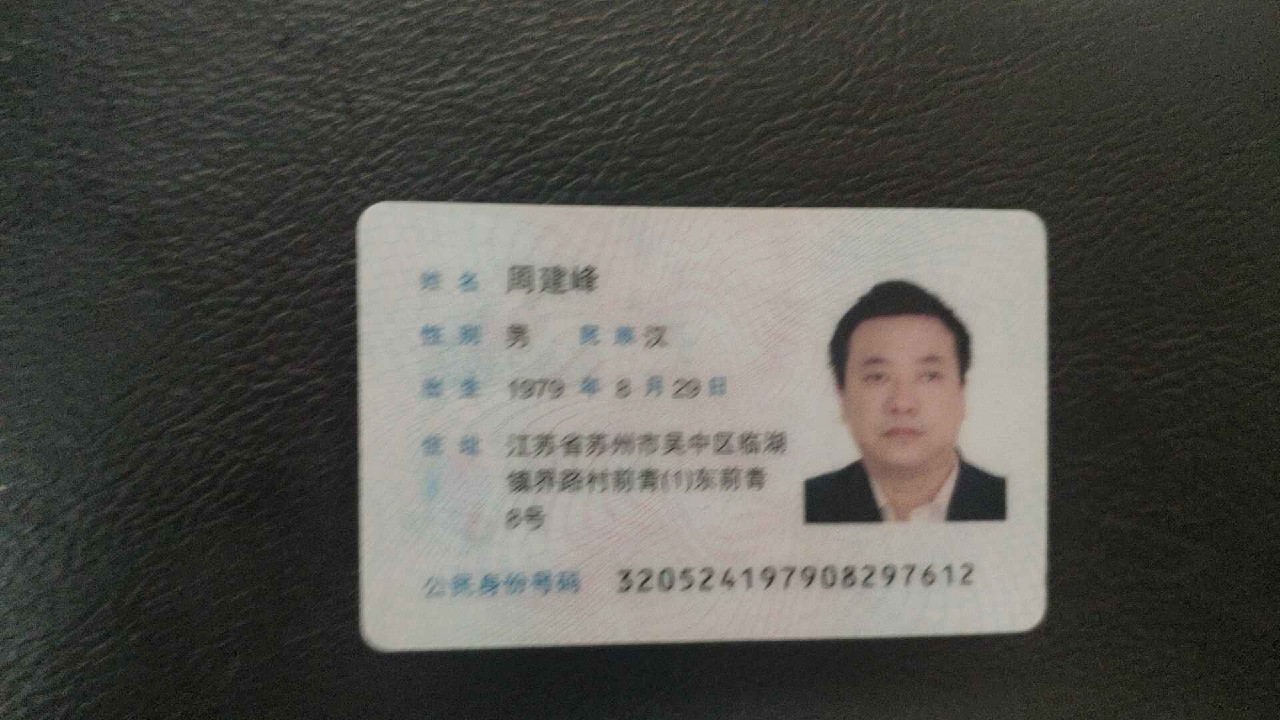 姓名 周建峰
性别 男 民族 汉
出生 1979 年 8 月 29 日
住址 江苏省苏州市吴中区临湖
镇界路村前青(1)东前青
8号
公民身份号码 320524197908297612